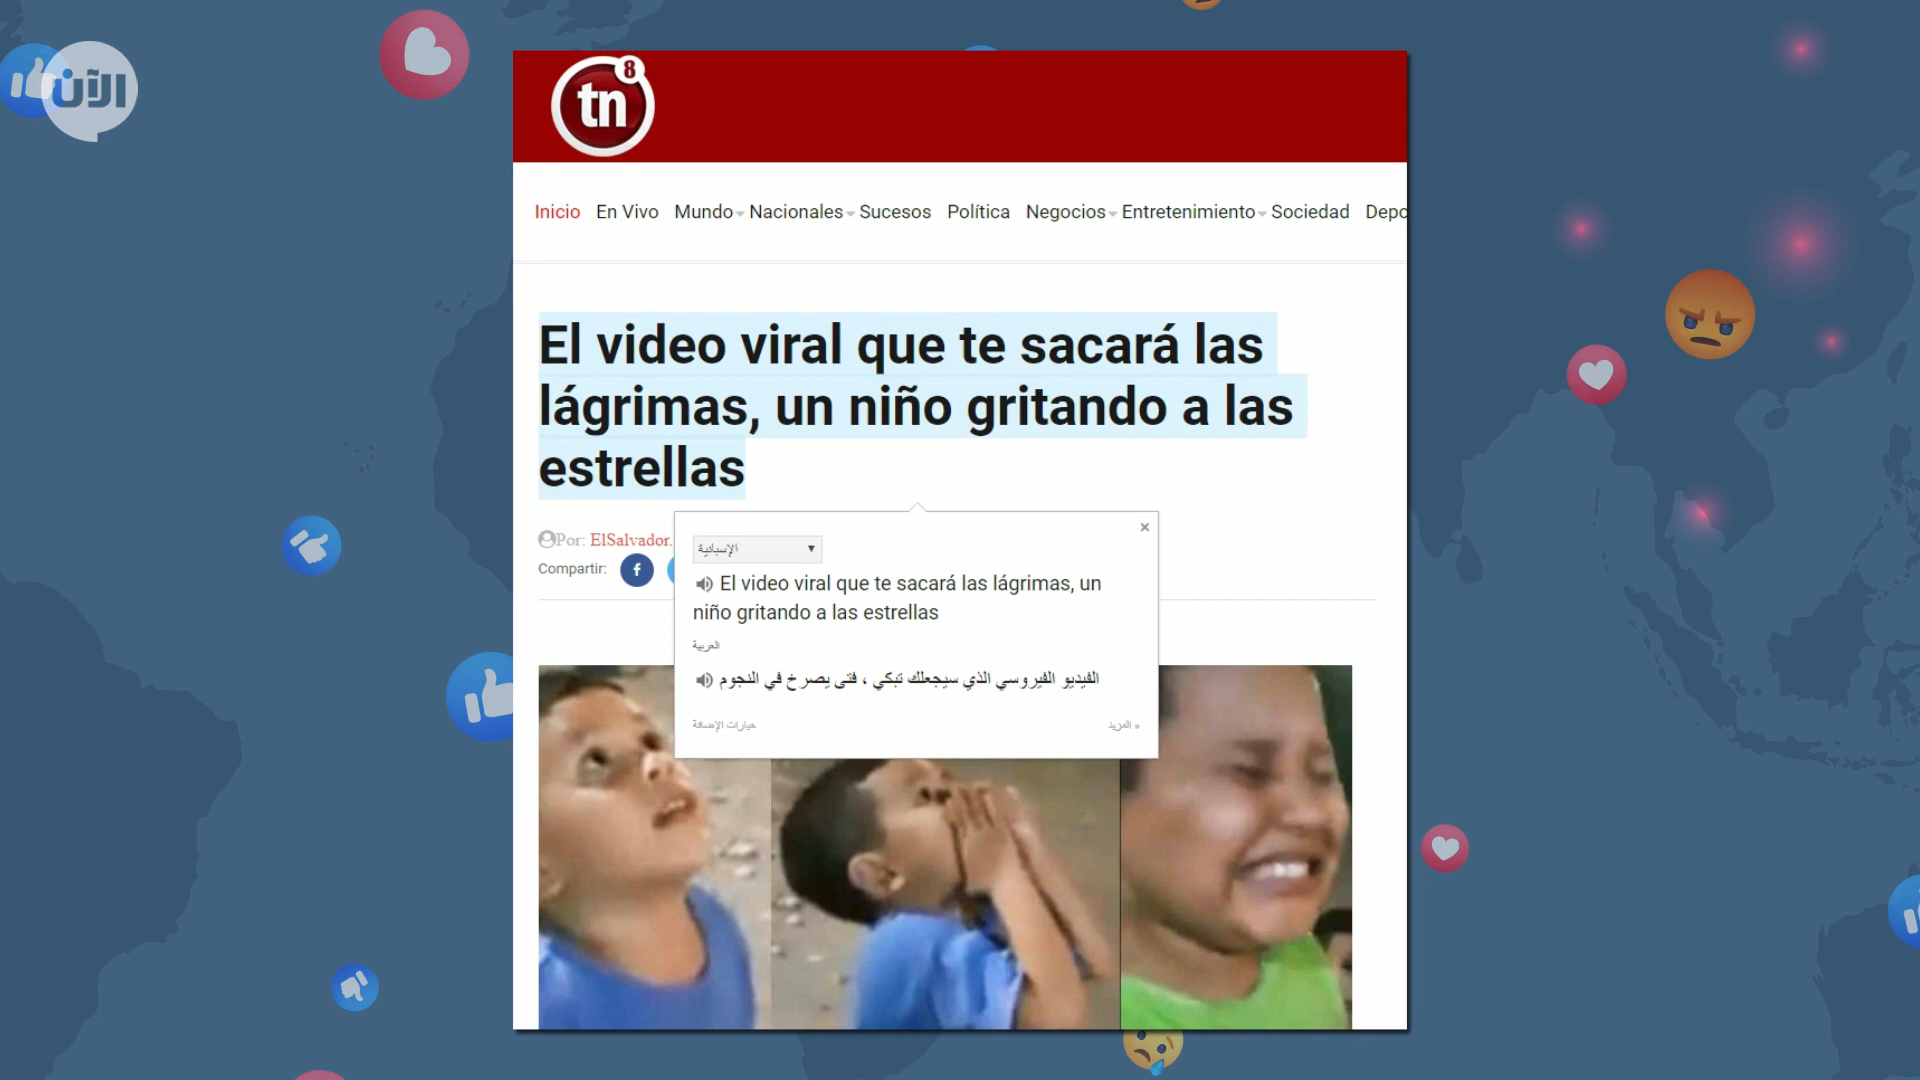 الآن
tn 8
Inicio En Vivo Mundo Nacionales Sucesos Política Negocios Entretenimiento Sociedad Depo
El video viral que te sacará las
lágrimas, un niño gritando a las
estrellas
Por: ElSalvador.
Compartir:
الإسبانية
El video viral que te sacará las lágrimas, un
niño gritando a las estrellas
العربية
الفيديو الفيروسي الذي سيجعلك تبكي ، فتى يصرخ في النجوم
خيارات الإضافة
المزيد »